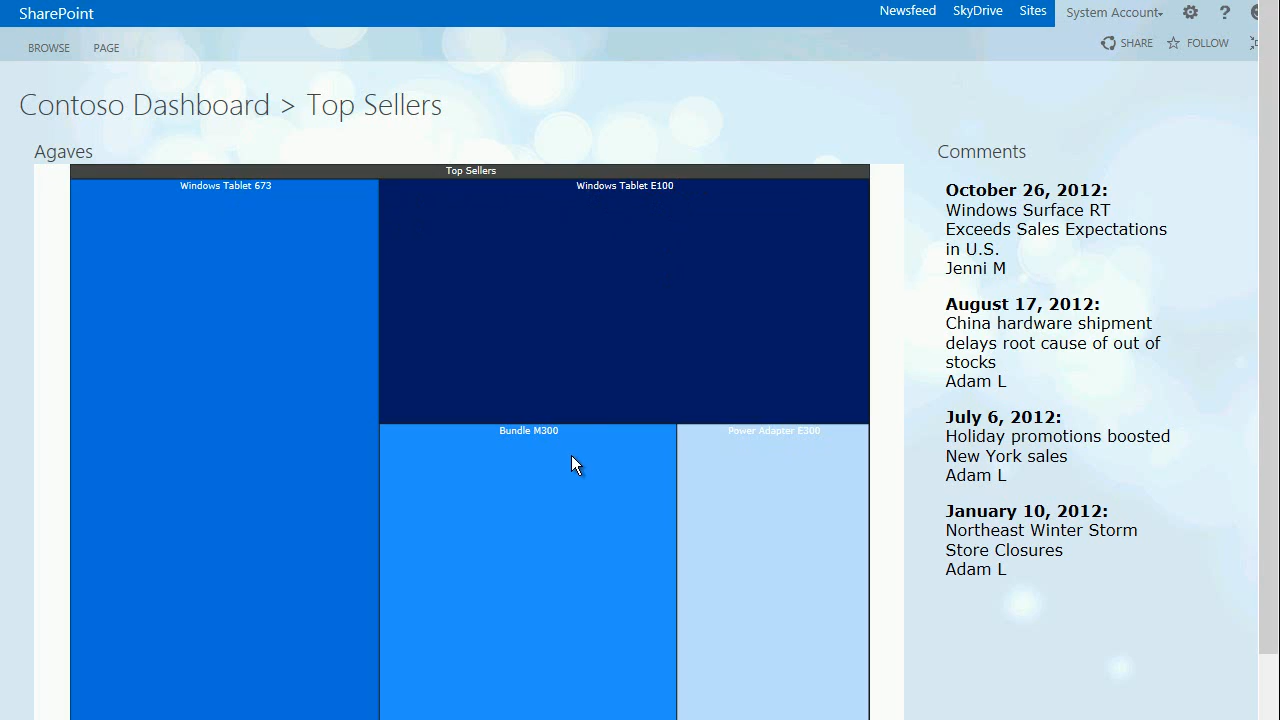 SharePoint
Newsfeed SkyDrive Sites System Account ?
BROWSE PAGE
SHARE FOLLOW
Contoso Dashboard > Top Sellers
Agaves
Top Sellers
Windows Tablet 673
Windows Tablet E100
Bundle M300
Power Adapter E300
Comments
October 26, 2012:
Windows Surface RT
Exceeds Sales Expectations
in U.S.
Jenni M
August 17, 2012:
China hardware shipment
delays root cause of out of
stocks
Adam L
July 6, 2012:
Holiday promotions boosted
New York sales
Adam L
January 10, 2012:
Northeast Winter Storm
Store Closures
Adam L